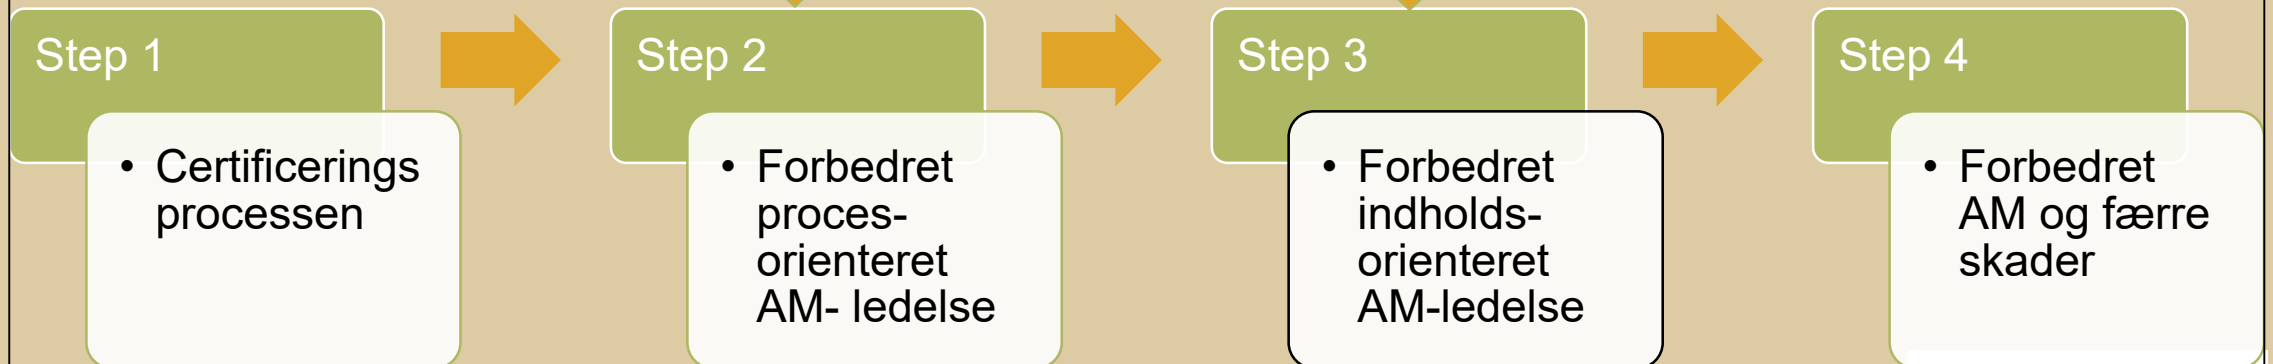 Step 1
• Certificerings
processen
Step 2
• Forbedret
proces-
orienteret
AM- ledelse
Step 3
• Forbedret
indholds-
orienteret
AM-ledelse
Step 4
• Forbedret
AM og færre
skader